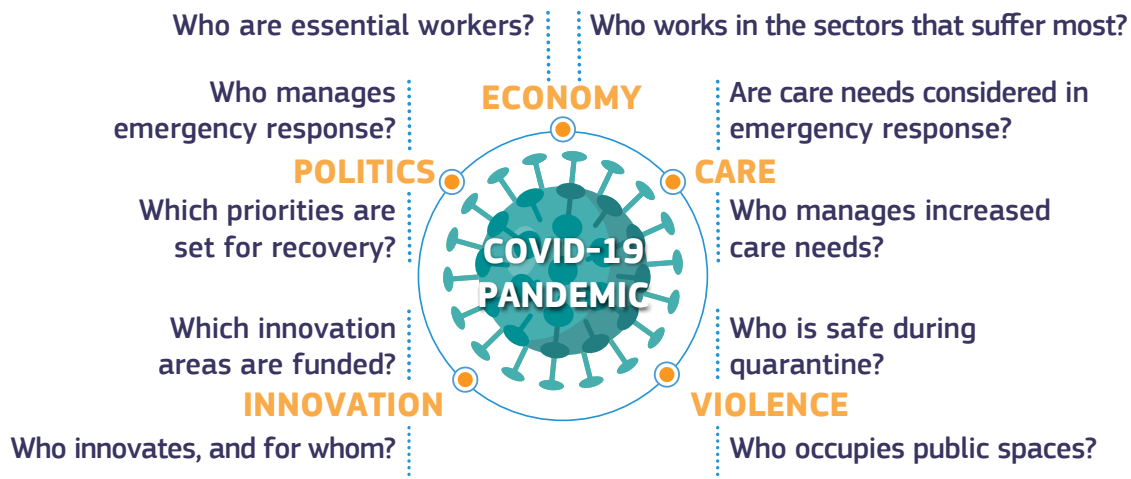 Who are essential workers?
Who works in the sectors that suffer most?
ECONOMY
Who manages
emergency response?
POLITICS
Which priorities are
set for recovery?
Are care needs considered in
emergency response?
CARE
Who manages increased
care needs?
COVID-19
PANDEMIC
Which innovation
areas are funded?
INNOVATION
Who innovates, and for whom?
Who is safe during
quarantine?
VIOLENCE
Who occupies public spaces?